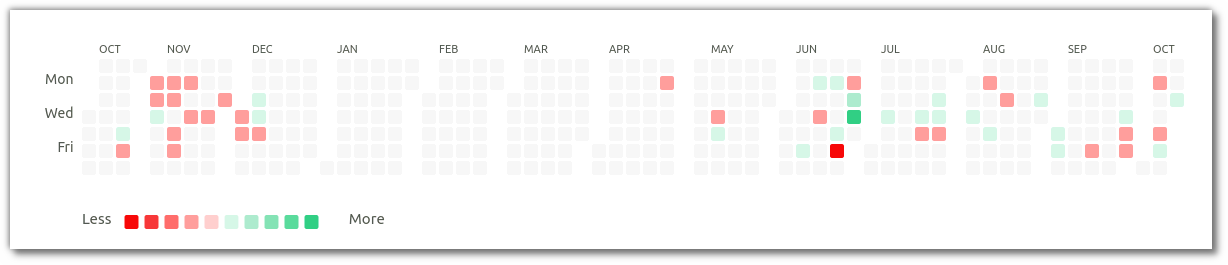 OCT NOV DEC JAN FEB MAR APR MAY JUN JUL AUG SEP OCT
Mon
Wed
Fri
Less More